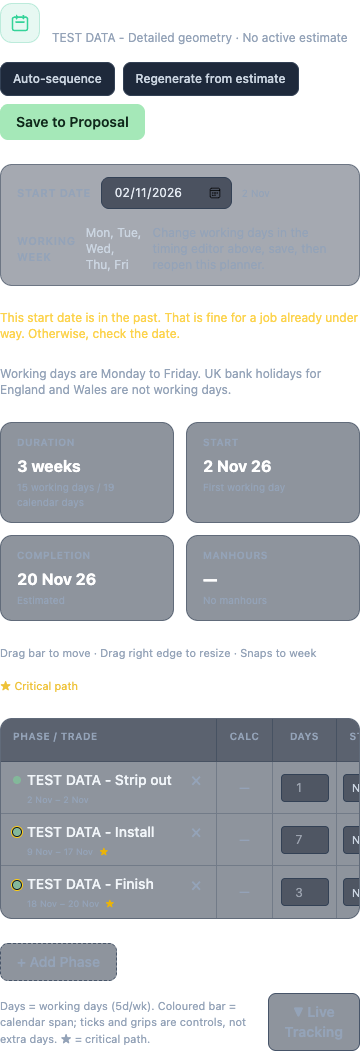 TEST DATA - Detailed geometry · No active estimate
Auto-sequence
Regenerate from estimate
Save to Proposal
START DATE
02/11/2026
2 Nov
WORKING WEEK
Mon, Tue, Wed, Thu, Fri
Change working days in the timing editor above, save, then reopen this planner.
This start date is in the past. That is fine for a job already under
way. Otherwise, check the date.
Working days are Monday to Friday. UK bank holidays for
England and Wales are not working days.
DURATION
3 weeks
15 working days / 19
calendar days
START
2 Nov 26
First working day
COMPLETION
20 Nov 26
Estimated
MANHOURS
—
No manhours
Drag bar to move · Drag right edge to resize · Snaps to week
★ Critical path
PHASE / TRADE CALC DAYS ST
TEST DATA - Strip out × — 1 N
2 Nov – 2 Nov
TEST DATA - Install × — 7 N
9 Nov – 17 Nov ★
TEST DATA - Finish × — 3 N
18 Nov – 20 Nov ★
+ Add Phase
Days = working days (5d/wk). Coloured bar =
calendar span; ticks and grips are controls, not
extra days. ★ = critical path.
▼ Live
Tracking